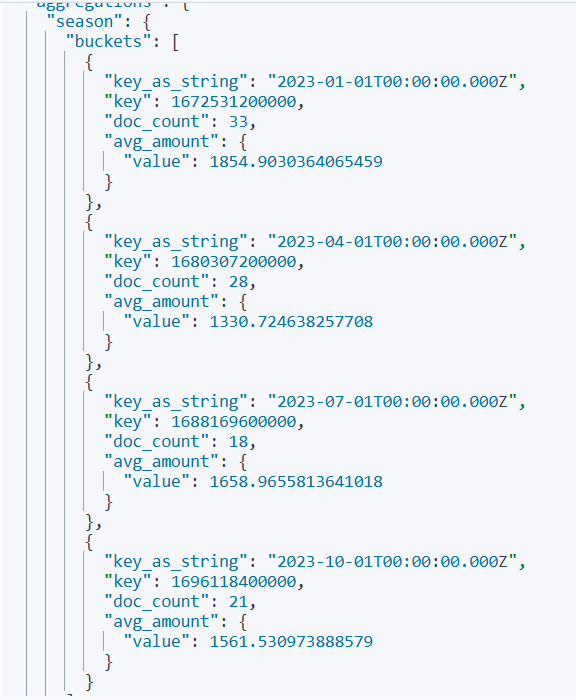 aggregations": {
"season": {
"buckets": [
{
"key_as_string": "2023-01-01T00:00:00.000Z",
"key": 1672531200000,
"doc_count": 33,
"avg_amount": {
"value": 1854.9030364065459
}
},
{
"key_as_string": "2023-04-01T00:00:00.000Z",
"key": 1680307200000,
"doc_count": 28,
"avg_amount": {
"value": 1330.724638257708
}
},
{
"key_as_string": "2023-07-01T00:00:00.000Z",
"key": 1688169600000,
"doc_count": 18,
"avg_amount": {
"value": 1658.9655813641018
}
},
{
"key_as_string": "2023-10-01T00:00:00.000Z",
"key": 1696118400000,
"doc_count": 21,
"avg_amount": {
"value": 1561.530973888579
}
}